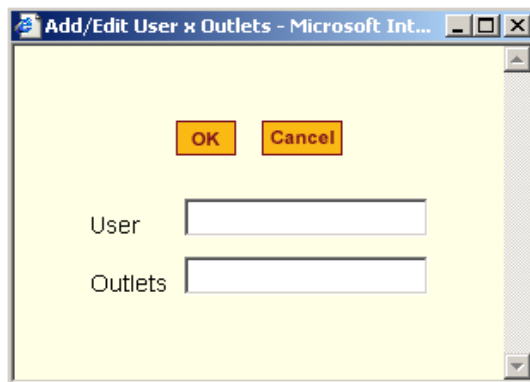 Add/Edit User x Outlets - Microsoft Int...
OK Cancel
User
Outlets